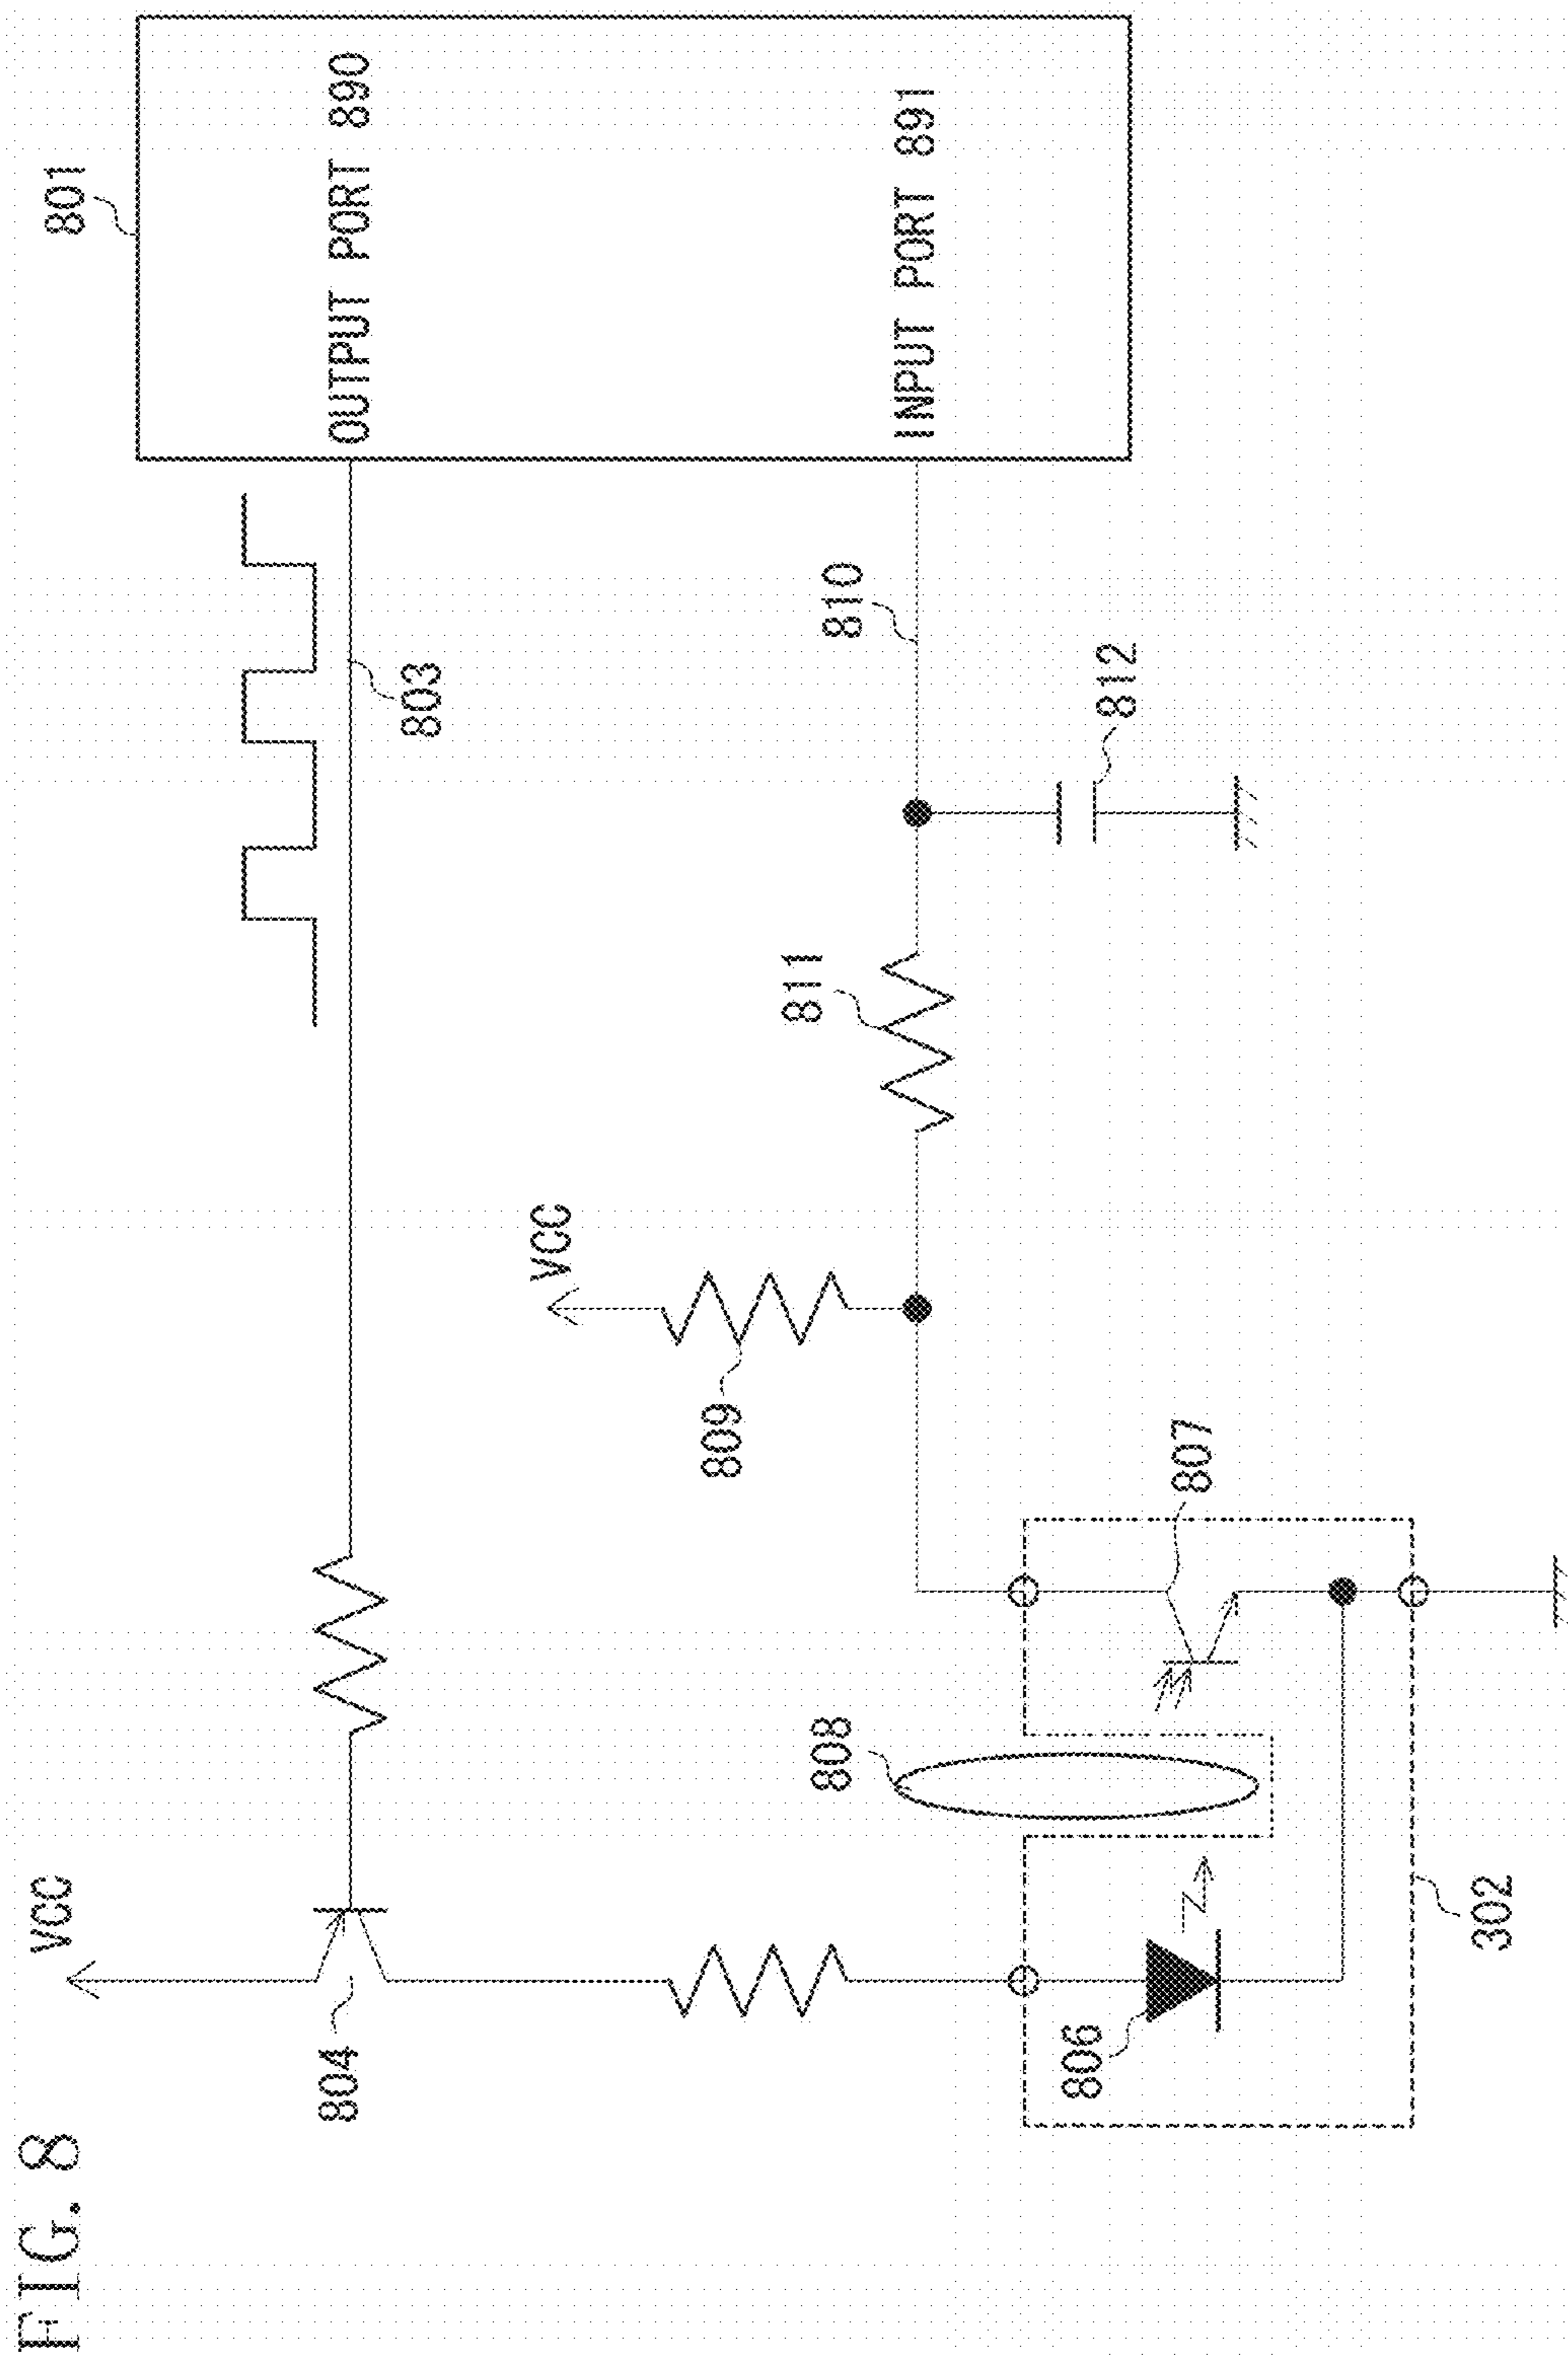 FIG. 8
VCC
804
801
OUTPUT PORT 890
803
VCC
809
811
810
INPUT PORT 891
812
808
806
807
302